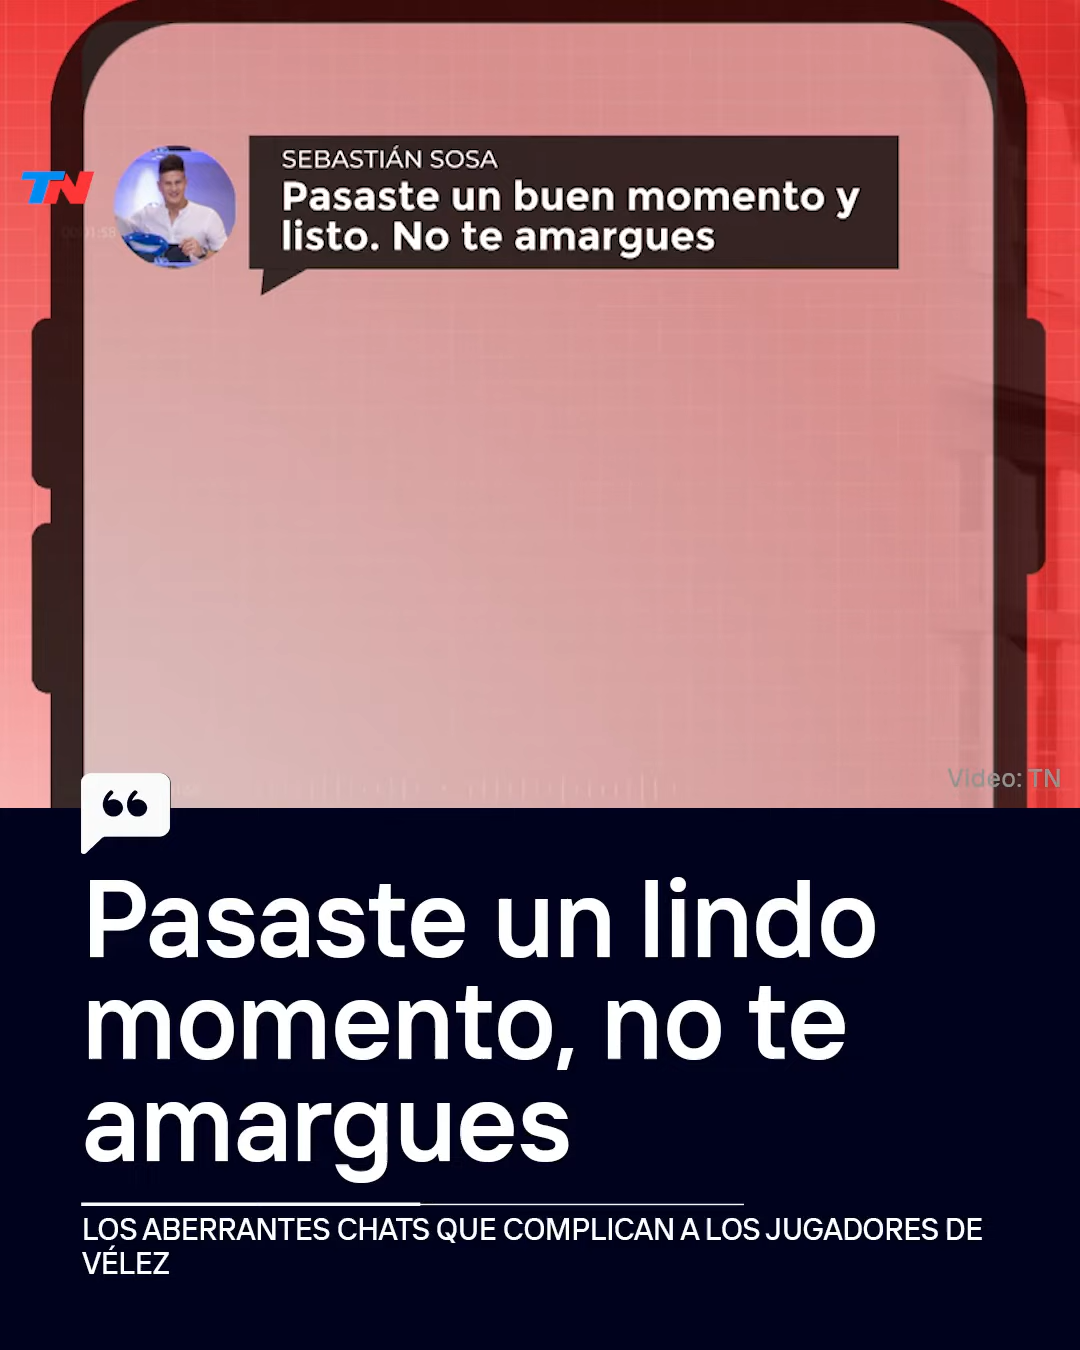 SEBASTIÁN SOSA
TN
Pasaste un buen momento y
listo. No te amargues
Video: TN
Pasaste un lindo
momento, no te
amargues
LOS ABERRANTES CHATS QUE COMPLICAN A LOS JUGADORES DE
VÉLEZ